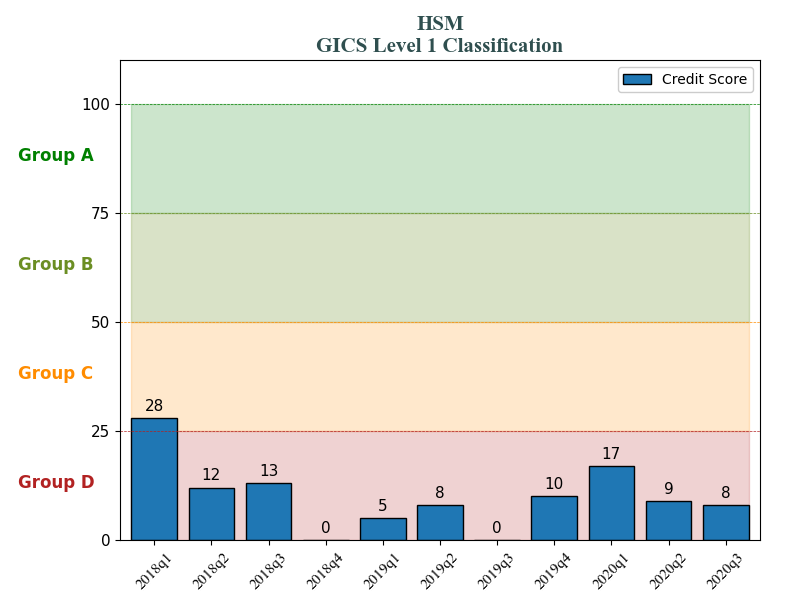 HSM
GICS Level 1 Classification
Credit Score
100
Group A
75
Group B
50
Group C
28
25
17
13
12
10
9
8
8
5
0
0
Group D
0
2018q1
2018q2
2018q3
2018q4
2019q1
2019q2
2019q3
2019q4
2020q1
2020q2
2020q3